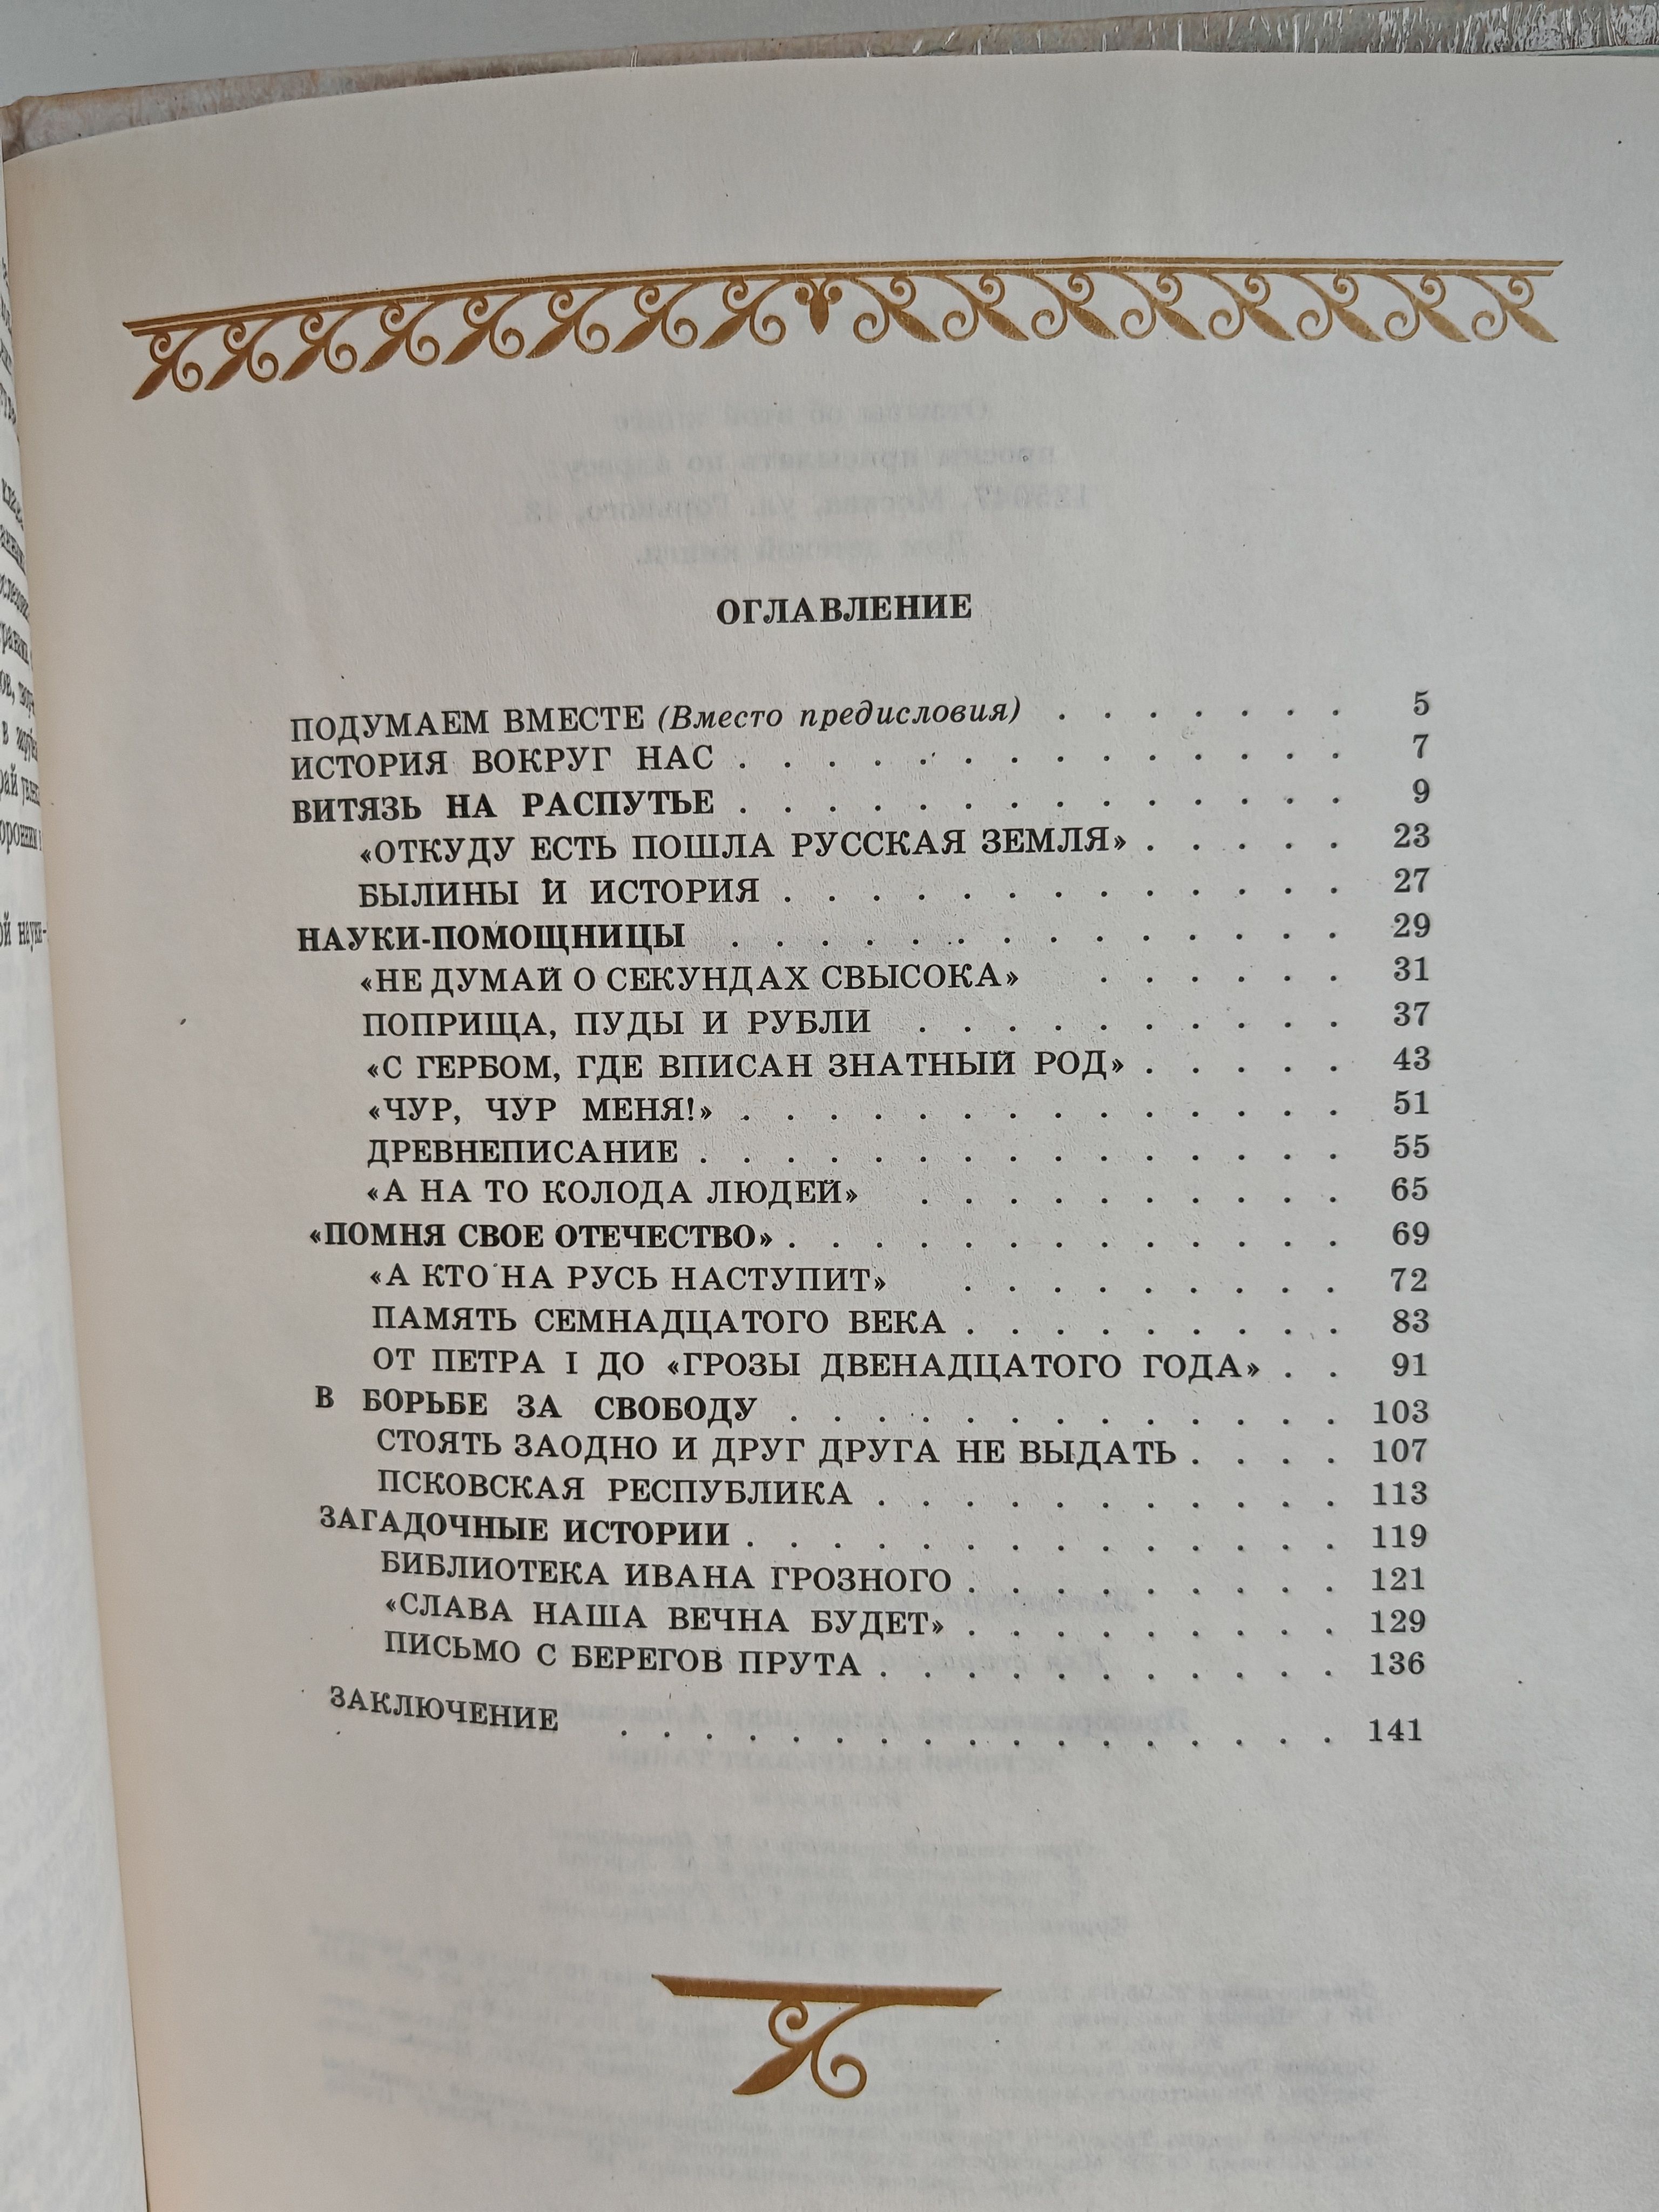 ОГЛАВЛЕНИЕ
ПОДУМАЕМ ВМЕСТЕ (Вместо предисловия) . . . . . . . 5
ИСТОРИЯ ВОКРУГ НАС . . . . . . . . . . . . . . 7
ВИТЯЗЬ НА РАСПУТЬЕ . . . . . . . . . . . . . . 9
«ОТКУДУ ЕСТЬ ПОШЛА РУССКАЯ ЗЕМЛЯ» . . . . . 23
БЫЛИНЫ И ИСТОРИЯ . . . . . . . . . . . . . 27
НАУКИ-ПОМОЩНИЦЫ . . . . . . . . . . . . . . 29
«НЕ ДУМАЙ О СЕКУНДАХ СВЫСОКА» . . . . . . 31
ПОПРИЩА, ПУДЫ И РУБЛИ . . . . . . . . . . 37
«С ГЕРБОМ, ГДЕ ВПИСАН ЗНАТНЫЙ РОД» . . . . . 43
«ЧУР, ЧУР МЕНЯ!» . . . . . . . . . . . . . . 51
ДРЕВНЕПИСАНИЕ . . . . . . . . . . . . . . . 55
«А НА ТО КОЛОДА ЛЮДЕЙ» . . . . . . . . . . 65
«ПОМНЯ СВОЕ ОТЕЧЕСТВО» . . . . . . . . . . . . . 69
«А КТО НА РУСЬ НАСТУПИТ» . . . . . . . . . 72
ПАМЯТЬ СЕМНАДЦАТОГО ВЕКА . . . . . . . . . 83
ОТ ПЕТРА I ДО «ГРОЗЫ ДВЕНАДЦАТОГО ГОДА» . . 91
В БОРЬБЕ ЗА СВОБОДУ . . . . . . . . . . . . . 103
СТОЯТЬ ЗАОДНО И ДРУГ ДРУГА НЕ ВЫДАТЬ . . . . 107
ПСКОВСКАЯ РЕСПУБЛИКА . . . . . . . . . . . 113
ЗАГАДОЧНЫЕ ИСТОРИИ . . . . . . . . . . . . . . 119
БИБЛИОТЕКА ИВАНА ГРОЗНОГО . . . . . . . . . 121
«СЛАВА НАША ВЕЧНА БУДЕТ» . . . . . . . . . 129
ПИСЬМО С БЕРЕГОВ ПРУТА . . . . . . . . . . . 136
ЗАКЛЮЧЕНИЕ . . . . . . . . . . . . . . . . . 141